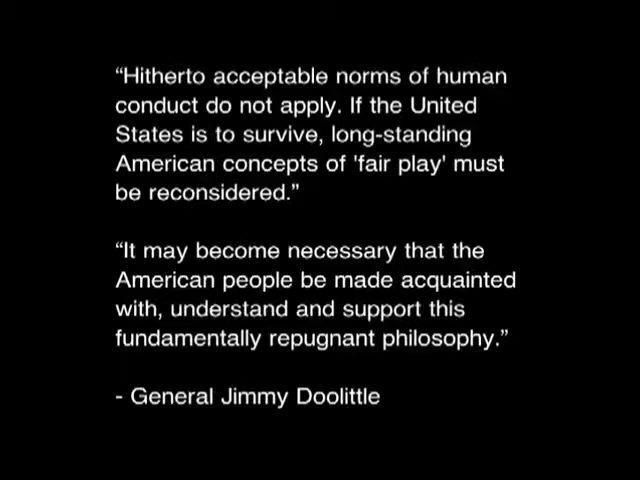 “Hitherto acceptable norms of human
conduct do not apply. If the United
States is to survive, long-standing
American concepts of 'fair play' must
be reconsidered.”
“It may become necessary that the
American people be made acquainted
with, understand and support this
fundamentally repugnant philosophy.”
- General Jimmy Doolittle